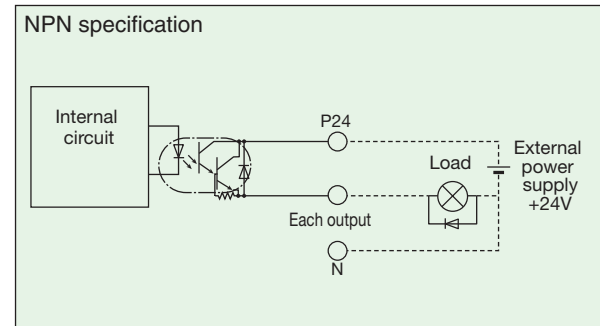 NPN specification
Internal
circuit
P24
Load
External
power
supply
+24V
Each output
N